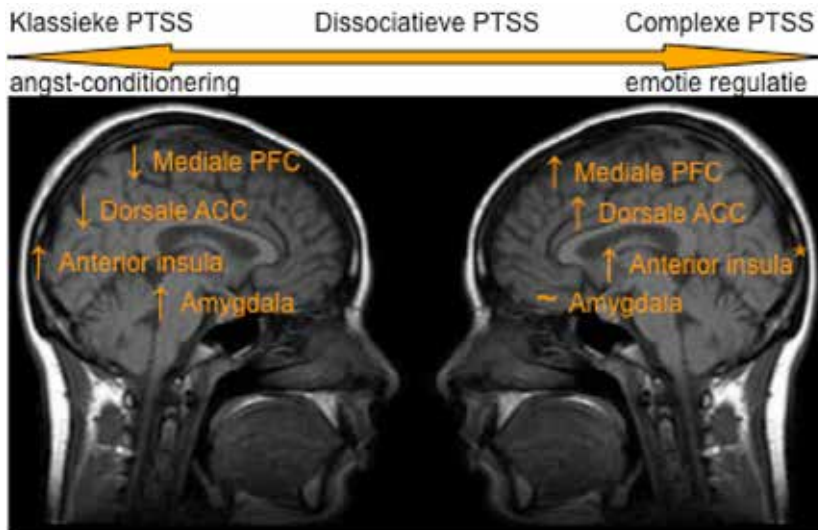 Klassieke PTSS Dissociatieve PTSS Complexe PTSS
angst-conditionering emotie regulatie
↓ Mediale PFC
↓ Dorsale ACC
↑ Anterior insula
↑ Amygdala
↑ Mediale PFC
↑ Dorsale ACC
↑ Anterior insula*
~ Amygdala